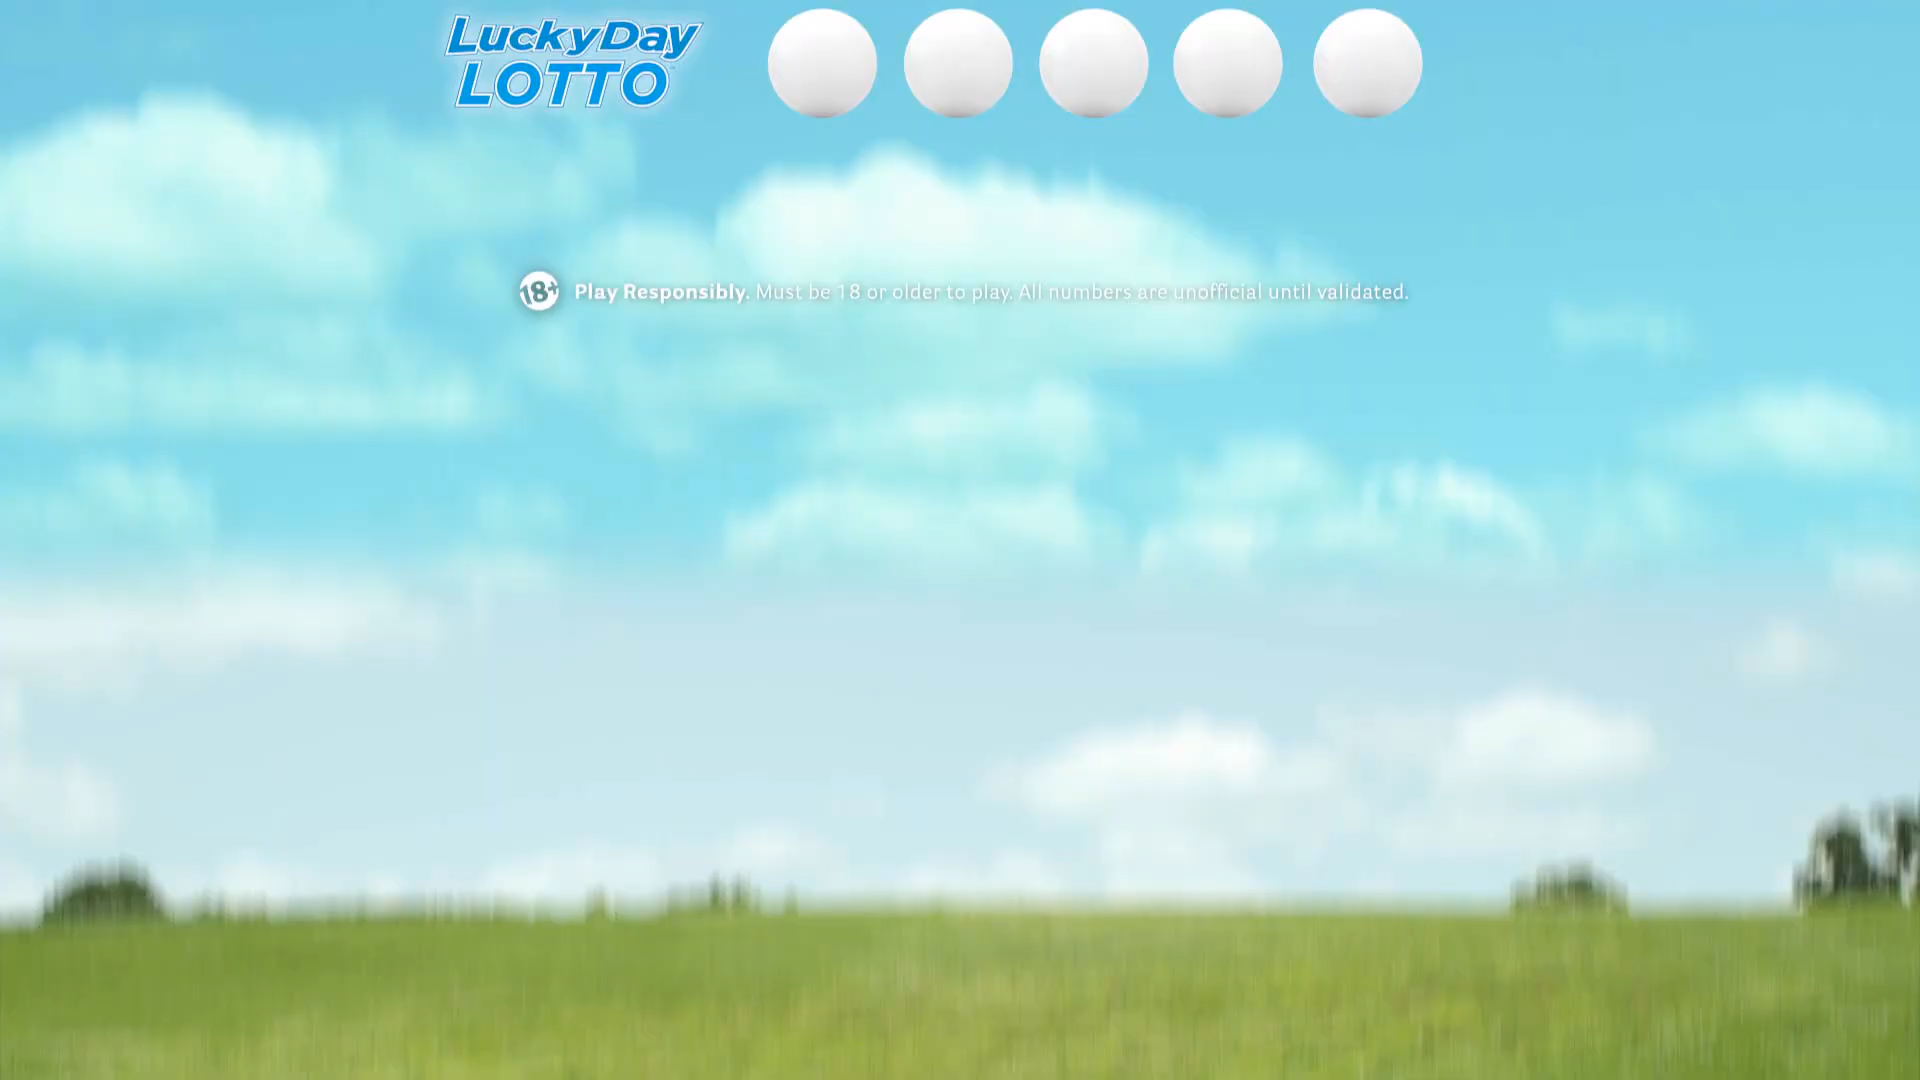 LuckyDay
LOTTO
18+ Play Responsibly. Must be 18 or older to play. All numbers are unofficial until validated.